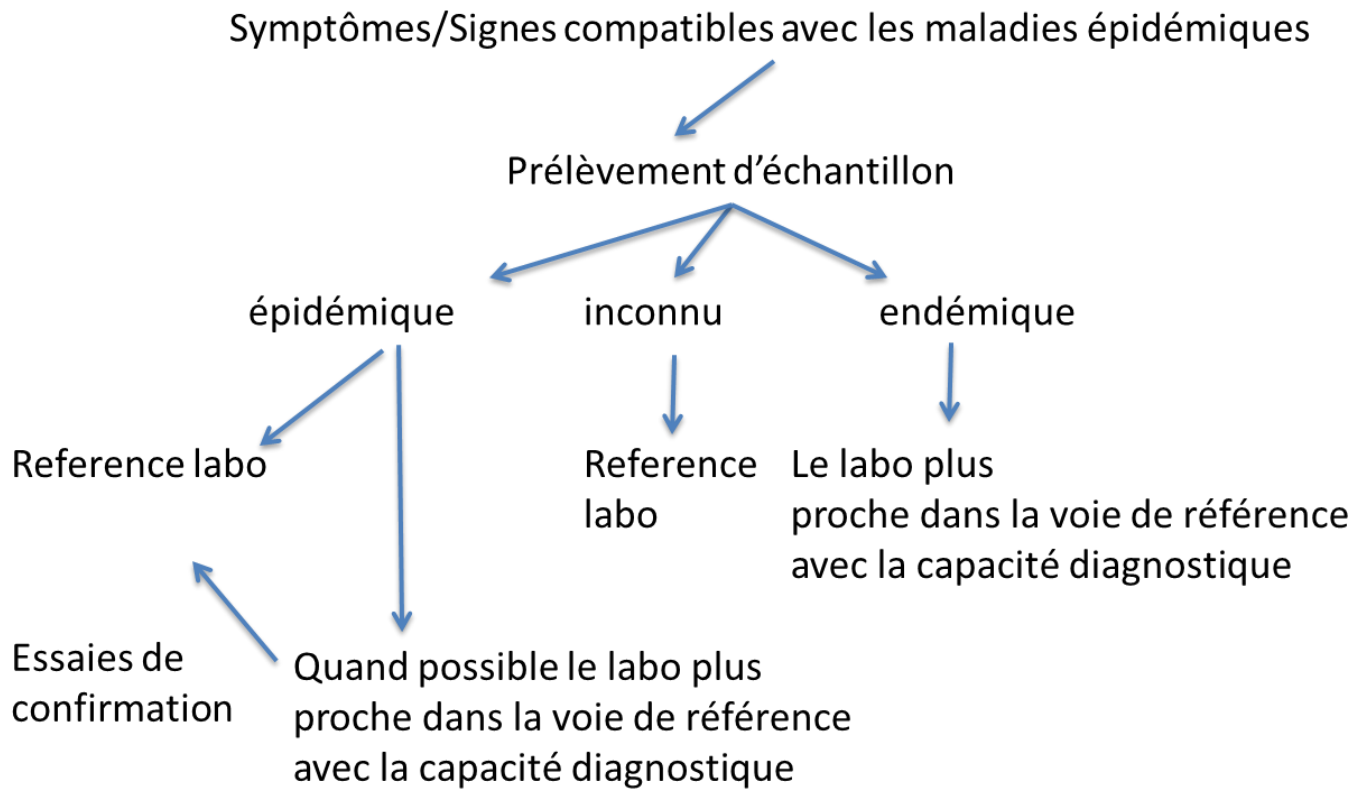 Symptômes/Signes compatibles avec les maladies épidémiques
Prélèvement d’échantillon
épidémique
inconnu
endémique
Reference labo
Reference
labo
Le labo plus
proche dans la voie de référence
avec la capacité diagnostique
Essaies de
confirmation
Quand possible le labo plus
proche dans la voie de référence
avec la capacité diagnostique